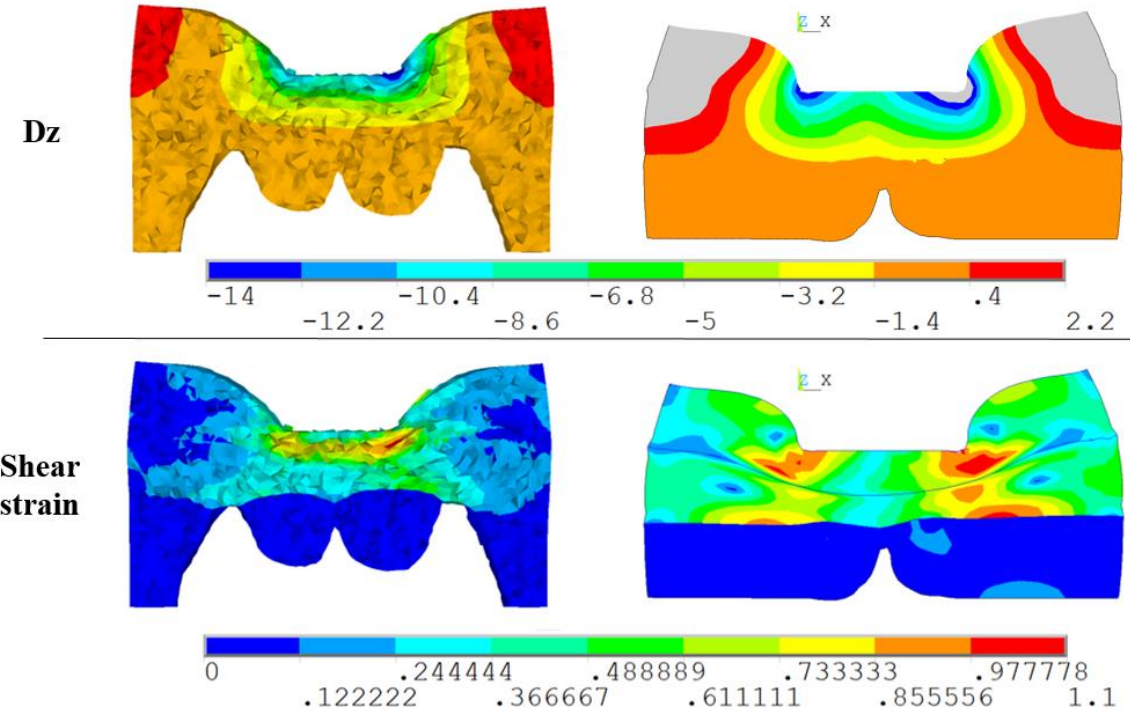 Z X
Dz
-14 -10.4 -6.8 -3.2 .4
-12.2 -8.6 -5 -1.4 2.2
Z X
Shear
strain
0 .244444 .488889 .733333 .977778
.122222 .366667 .611111 .855556 1.1